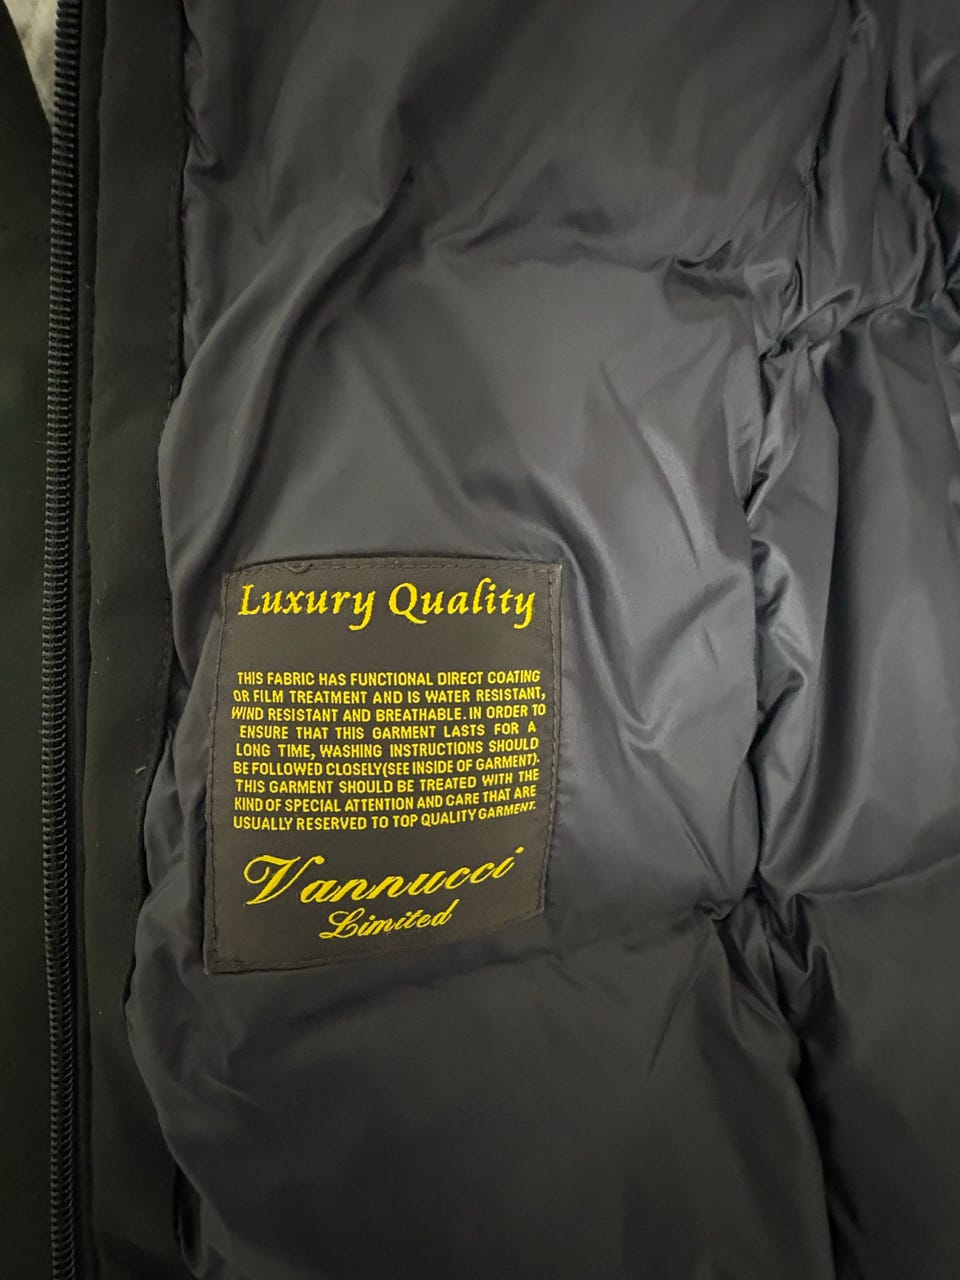 Luxury Quality
THIS FABRIC HAS FUNCTIONAL DIRECT COATING
OR FILM TREATMENT AND IS WATER RESISTANT,
WIND RESISTANT AND BREATHABLE. IN ORDER TO
ENSURE THAT THIS GARMENT LASTS FOR A
LONG TIME, WASHING INSTRUCTIONS SHOULD
BE FOLLOWED CLOSELY(SEE INSIDE OF GARMENT).
THIS GARMENT SHOULD BE TREATED WITH THE
KIND OF SPECIAL ATTENTION AND CARE THAT ARE
USUALLY RESERVED TO TOP QUALITY GARMENT.
Vannucci
Limited